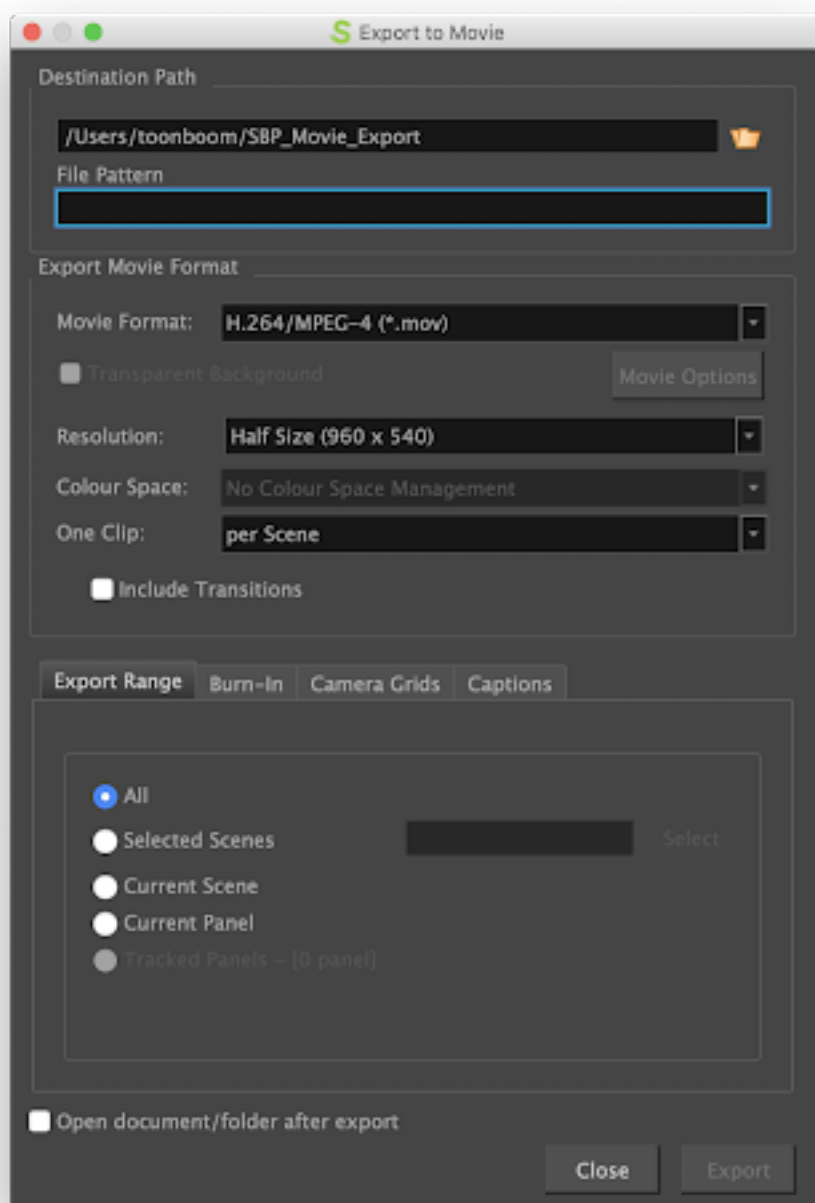 Export to Movie
Destination Path
/Users/toonboom/SBP_Movie_Export
File Pattern
Export Movie Format
Movie Format: H.264/MPEG-4 (*.mov)
Transparent Background Movie Options
Resolution: Half Size (960 x 540)
Colour Space: No Colour Space Management
One Clip: per Scene
Include Transitions
Export Range Burn-In Camera Grids Captions
All
Selected Scenes Select
Current Scene
Current Panel
Tracked Panels - [0 panel]
Open document/folder after export
Close Export